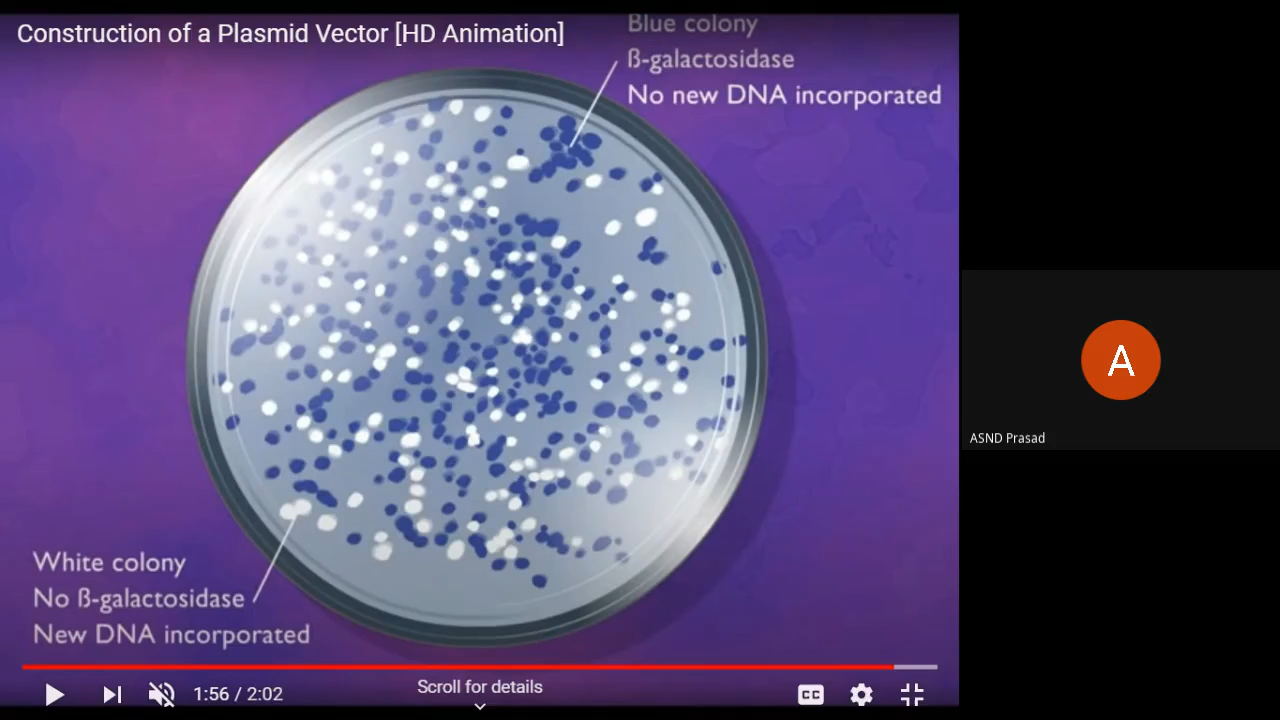 Construction of a Plasmid Vector [HD Animation]
Blue colony
ß-galactosidase
No new DNA incorporated
White colony
No ß-galactosidase
New DNA incorporated
1:56 / 2:02
Scroll for details
CC
A
ASND Prasad